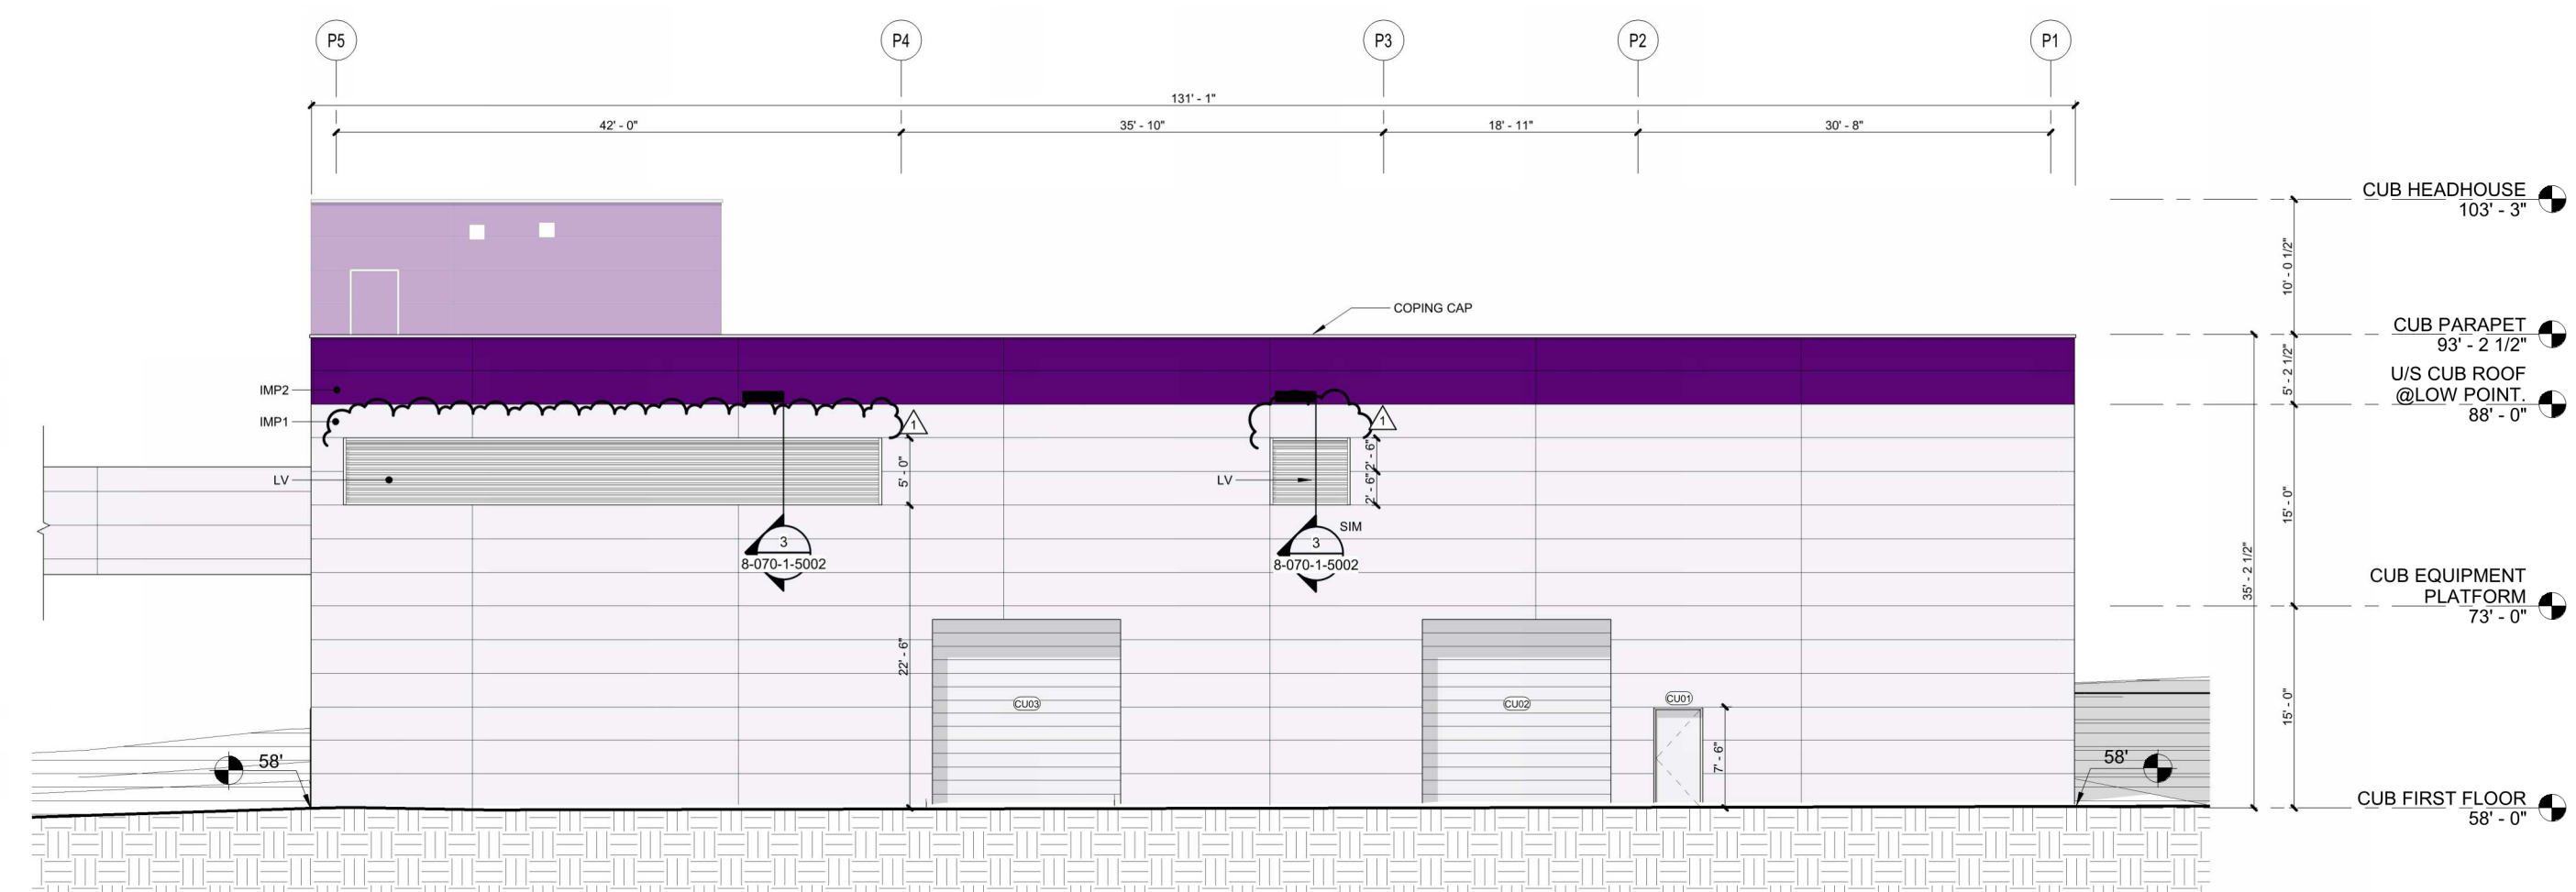 P5
P4
P3
P2
P1
131' - 1"
42' - 0"
35' - 10"
18' - 11"
30' - 8"
CUB HEADHOUSE
103' - 3"
10' - 0 1/2"
COPING CAP
CUB PARAPET
93' - 2 1/2"
5' - 2 1/2"
U/S CUB ROOF
@LOW POINT.
88' - 0"
IMP2
IMP1
1
1
LV
5' - 0"
LV
2' - 6"
2' - 6"
15' - 0"
3
8-070-1-5002
SIM
3
8-070-1-5002
35' - 2 1/2"
CUB EQUIPMENT
PLATFORM
73' - 0"
22' - 6"
CU03
CU02
CU01
7' - 6"
15' - 0"
58'
58'
CUB FIRST FLOOR
58' - 0"